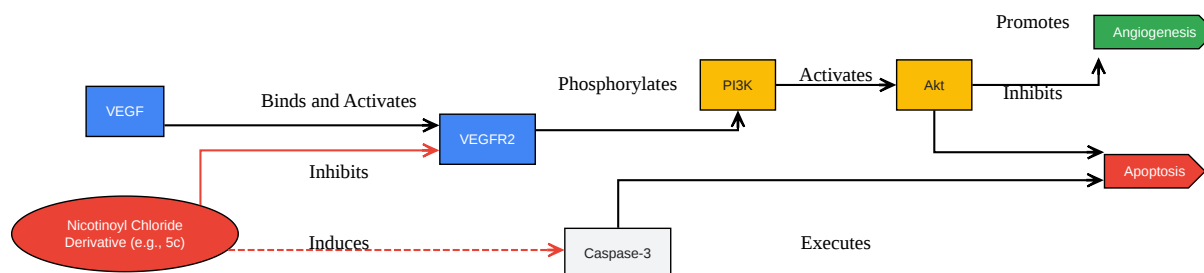 Promotes
Angiogenesis
Phosphorylates
PI3K
Activates
Akt
Inhibits
VEGF
Binds and Activates
VEGFR2
Inhibits
Apoptosis
Nicotinoyl Chloride
Derivative (e.g., 5c)
Induces
Caspase-3
Executes